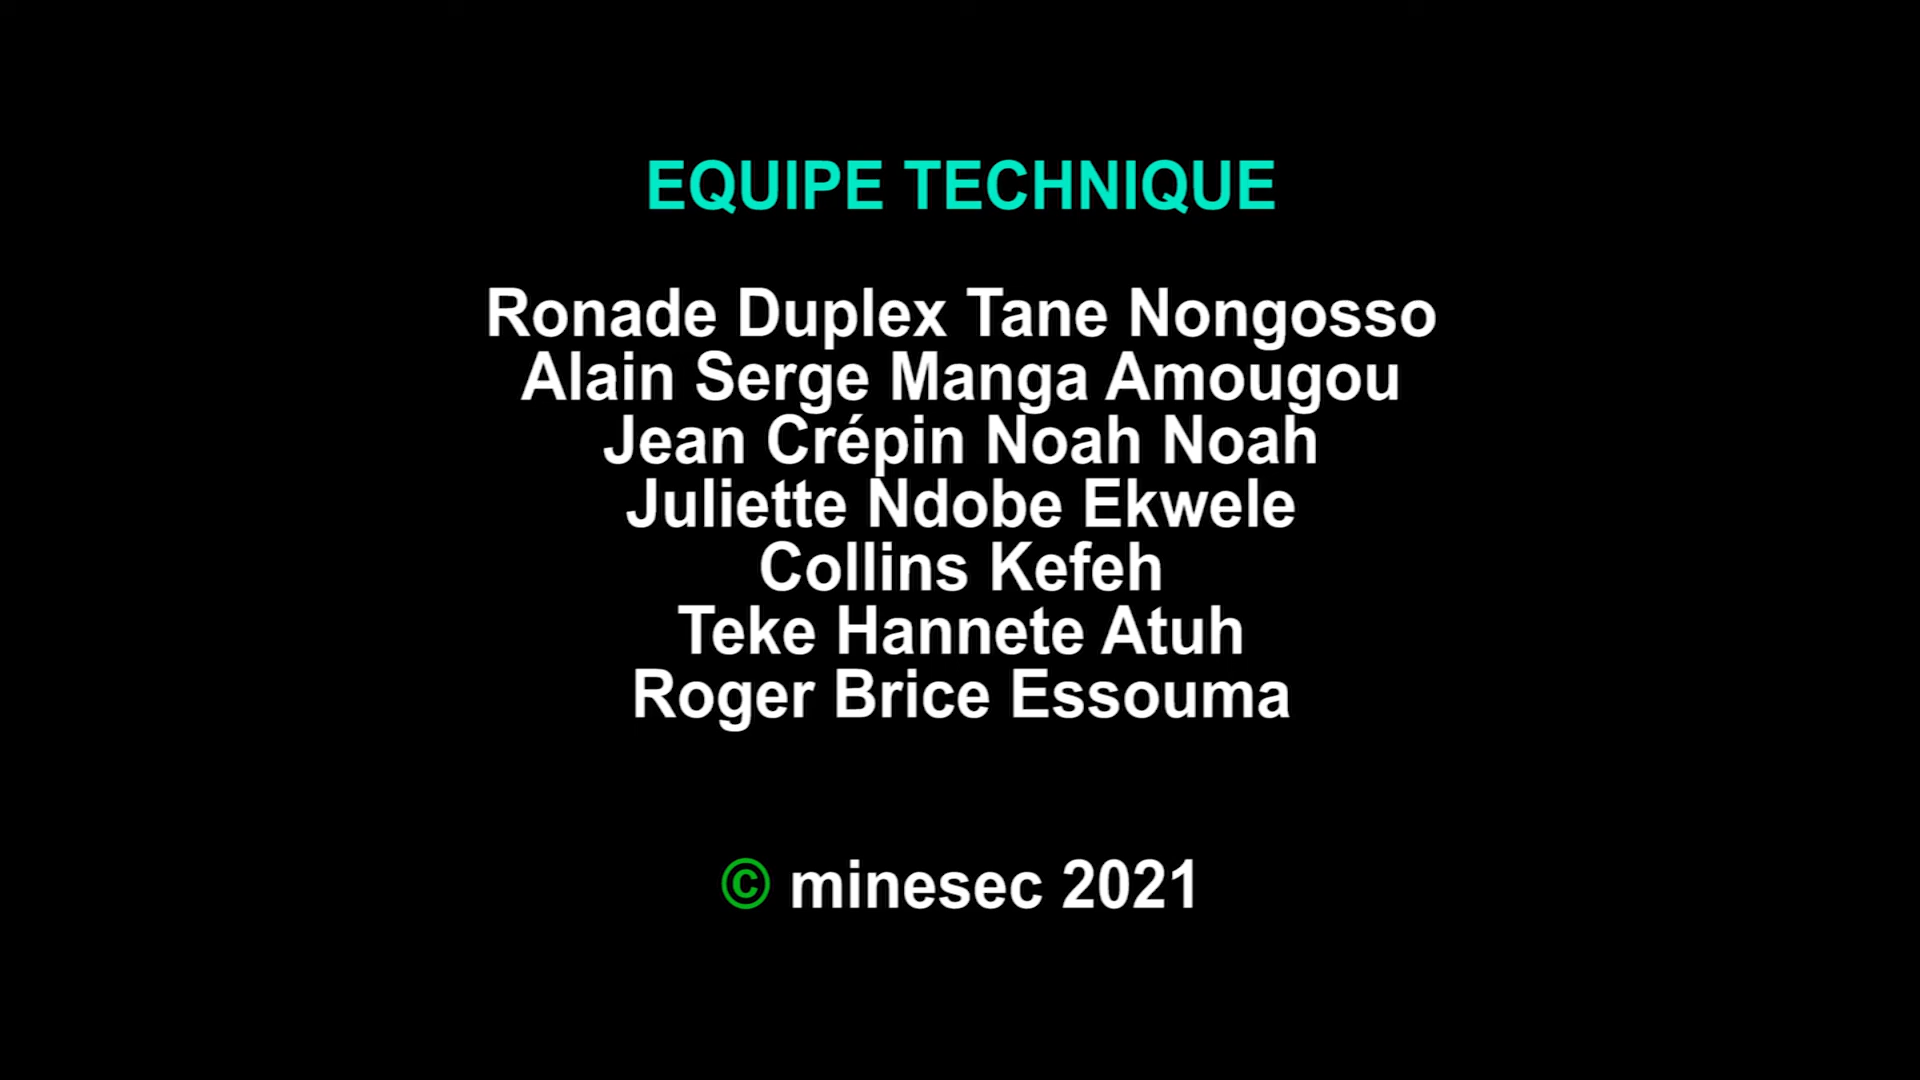 EQUIPE TECHNIQUE
Ronade Duplex Tane Nongosso
Alain Serge Manga Amougou
Jean Crépin Noah Noah
Juliette Ndobe Ekwele
Collins Kefeh
Teke Hannete Atuh
Roger Brice Essouma
© minesec 2021